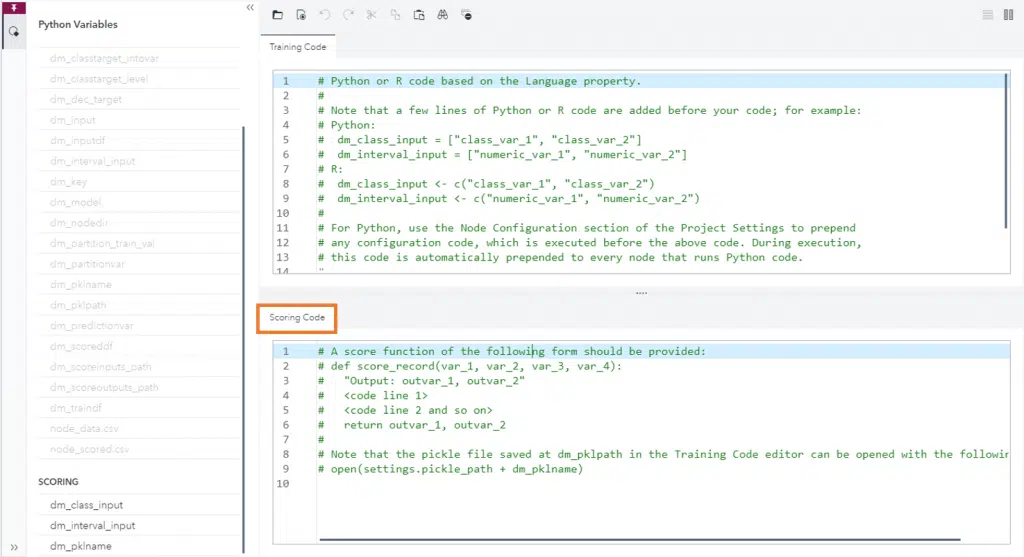 Python Variables
dm_classtarget_intovar
dm_classtarget_level
dm_dec_target
dm_input
dm_inputdf
dm_interval_input
dm_key
dm_model
dm_nodedir
dm_partition_train_val
dm_partitionvar
dm_pklname
dm_pklpath
dm_predictionvar
dm_scoreddf
dm_scoreinputs_path
dm_scoreoutputs_path
dm_traindf
node_data.csv
node_scored.csv
SCORING
dm_class_input
dm_interval_input
dm_pklname
Training Code
1 # Python or R code based on the Language property.
2 #
3 # Note that a few lines of Python or R code are added before your code; for example:
4 # Python:
5 #  dm_class_input = ["class_var_1", "class_var_2"]
6 #  dm_interval_input = ["numeric_var_1", "numeric_var_2"]
7 # R:
8 #  dm_class_input <- c("class_var_1", "class_var_2")
9 #  dm_interval_input <- c("numeric_var_1", "numeric_var_2")
10 #
11 # For Python, use the Node Configuration section of the Project Settings to prepend
12 # any configuration code, which is executed before the above code. During execution,
13 # this code is automatically prepended to every node that runs Python code.
14
Scoring Code
1 # A score function of the following form should be provided:
2 # def score_record(var_1, var_2, var_3, var_4):
3 #   "Output: outvar_1, outvar_2"
4 #   <code line 1>
5 #   <code line 2 and so on>
6 #   return outvar_1, outvar_2
7 #
8 # Note that the pickle file saved at dm_pklpath in the Training Code editor can be opened with the followin
9 # open(settings.pickle_path + dm_pklname)
10